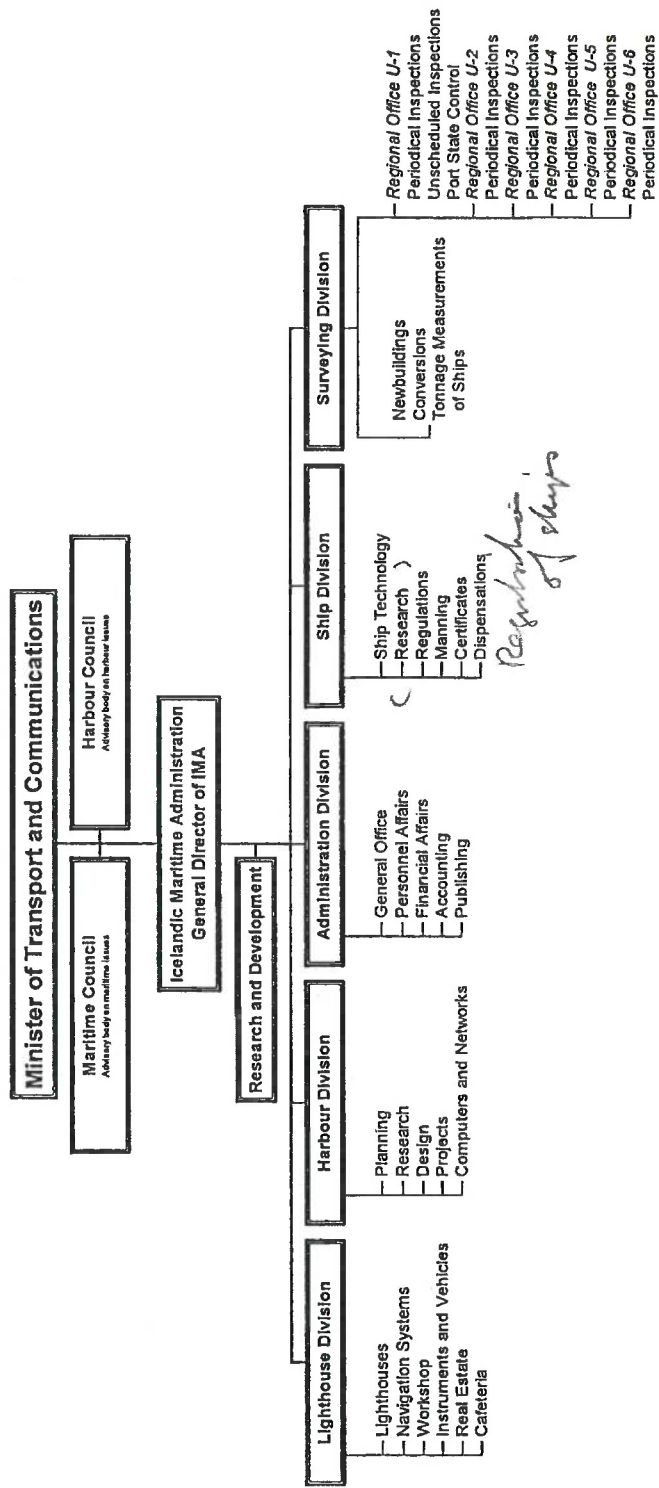 Minister of Transport and Communications
Maritime Council
Advisory body on maritime issues
Harbour Council
Advisory body on harbour issues
Icelandic Maritime Administration
General Director of IMA
Research and Development
Lighthouse Division
Lighthouses
Navigation Systems
Workshop
Instruments and Vehicles
Real Estate
Cafeteria
Harbour Division
Planning
Research
Design
Projects
Computers and Networks
Administration Division
General Office
Personnel Affairs
Financial Affairs
Accounting
Publishing
Ship Division
Ship Technology
( Research )
Regulations
Manning
Certificates
Dispensations
of ships
Surveying Division
Newbuildings
Conversions
Tonnage Measurements
of Ships
Regional Office U-1
Periodical Inspections
Unscheduled Inspections
Port State Control
Regional Office U-2
Periodical Inspections
Regional Office U-3
Periodical Inspections
Regional Office U-4
Periodical Inspections
Regional Office U-5
Periodical Inspections
Regional Office U-6
Periodical Inspections